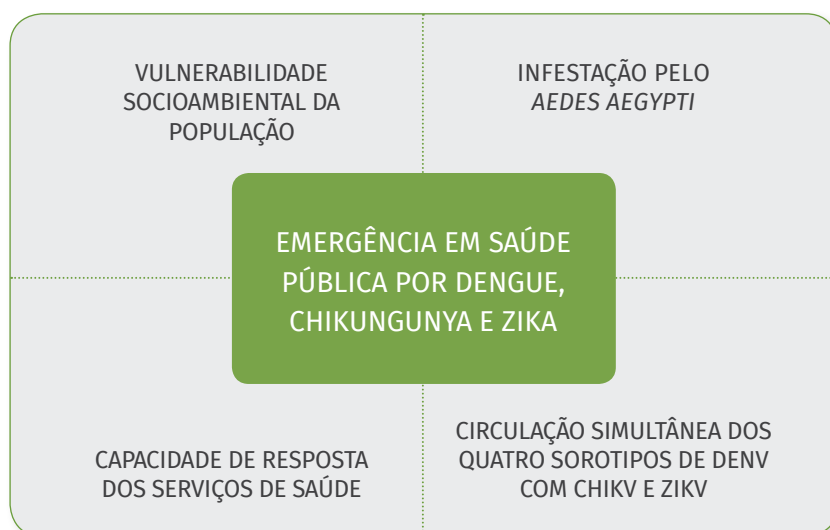 VULNERABILIDADE
SOCIOAMBIENTAL DA
POPULAÇÃO
INFESTAÇÃO PELO
AEDES AEGYPTI
EMERGÊNCIA EM SAÚDE
PÚBLICA POR DENGUE,
CHIKUNGUNYA E ZIKA
CAPACIDADE DE RESPOSTA
DOS SERVIÇOS DE SAÚDE
CIRCULAÇÃO SIMULTÂNEA DOS
QUATRO SOROTIPOS DE DENV
COM CHIKV E ZIKV